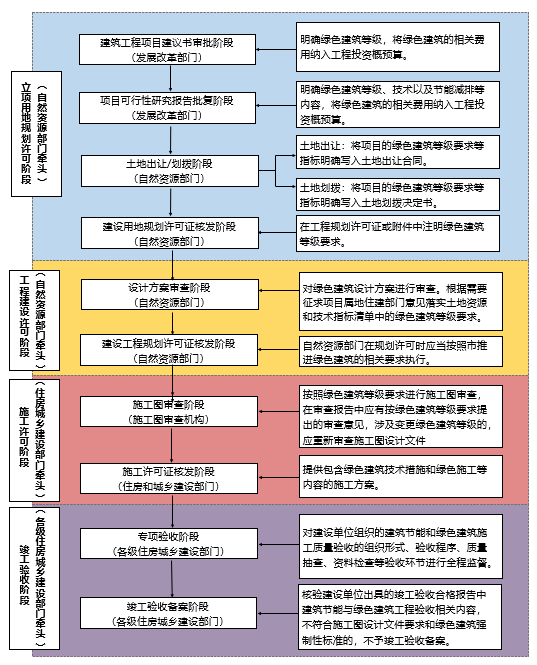 建筑工程项目建议书审批阶段
（发展改革部门）
明确绿色建筑等级，将绿色建筑的相关费
用纳入工程投资概预算。
立项用地规划许可阶段
（自然资源部门牵头）
项目可行性研究报告批复阶段
（发展改革部门）
明确绿色建筑等级、技术以及节能减排等
内容，将绿色建筑的相关费用纳入工程投
资概预算。
土地出让/划拨阶段
（自然资源部门）
土地出让：将项目的绿色建筑等级要求等
指标明确写入土地出让合同。
土地划拨：将项目的绿色建筑等级要求等
指标明确写入土地划拨决定书。
建设用地规划许可证核发阶段
（自然资源部门）
在工程规划许可证或附件中注明绿色建筑
等级要求。
工程建设许可阶段
（自然资源部门牵头）
设计方案审查阶段
（自然资源部门）
对绿色建筑设计方案进行审查。根据需要
征求项目属地住建部门意见落实土地资源
和技术指标清单中的绿色建筑等级要求。
建设工程规划许可证核发阶段
（自然资源部门）
自然资源部门在规划许可时应当按照市推
进绿色建筑的相关要求执行。
施工许可阶段
（住房城乡建设部门牵头）
施工图审查阶段
（施工图审查机构）
按照绿色建筑等级要求进行施工图审查，
在审查报告中应有按绿色建筑等级要求提
出的审查意见，涉及变更绿色建筑等级的，
应重新审查施工图设计文件
施工许可证核发阶段
（住房和城乡建设部门）
提供包含绿色建筑技术措施和绿色施工等
内容的施工方案。
竣工验收阶段
（各级住房城乡建设部门牵头）
专项验收阶段
（各级住房城乡建设部门）
对建设单位组织的建筑节能和绿色建筑施
工质量验收的组织形式、验收程序、质量
抽查、资料检查等验收环节进行全程监督。
竣工验收备案阶段
（各级住房城乡建设部门）
核验建设单位出具的竣工验收合格报告中
建筑节能与绿色建筑工程验收相关内容，
不符合施工图设计文件要求和绿色建筑强
制性标准的，不予竣工验收备案。